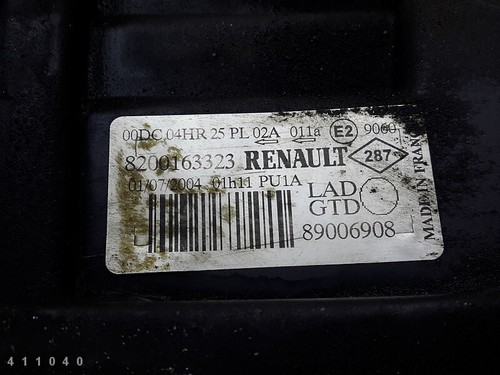 00DC,04HR 25 PL 02A 011a E2 9060
8200163323 RENAULT 287
01/07/2004 01h11 PU1A
LAD
GTD
89006908
MADE IN FRAN
411040